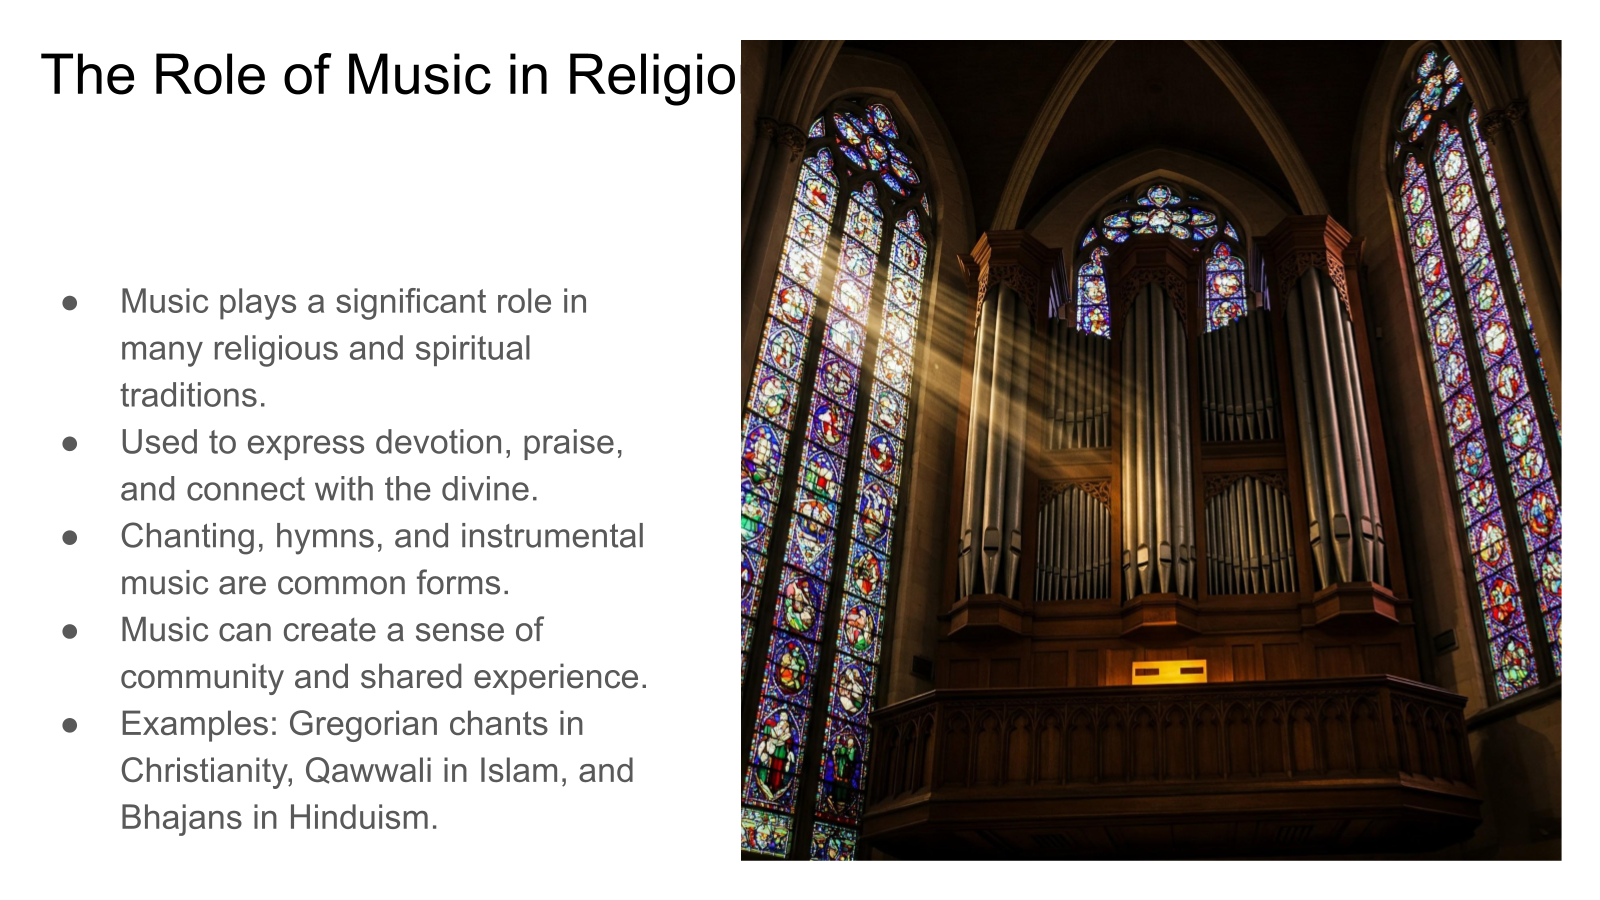 The Role of Music in Religio
● Music plays a significant role in
many religious and spiritual
traditions.
● Used to express devotion, praise,
and connect with the divine.
● Chanting, hymns, and instrumental
music are common forms.
● Music can create a sense of
community and shared experience.
● Examples: Gregorian chants in
Christianity, Qawwali in Islam, and
Bhajans in Hinduism.